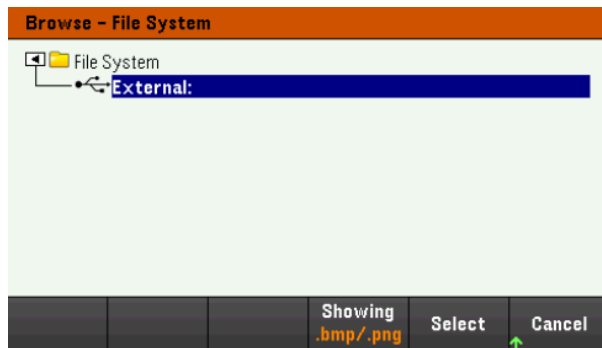 Browse - File System
File System
External:
Showing
.bmp/.png
Select
Cancel